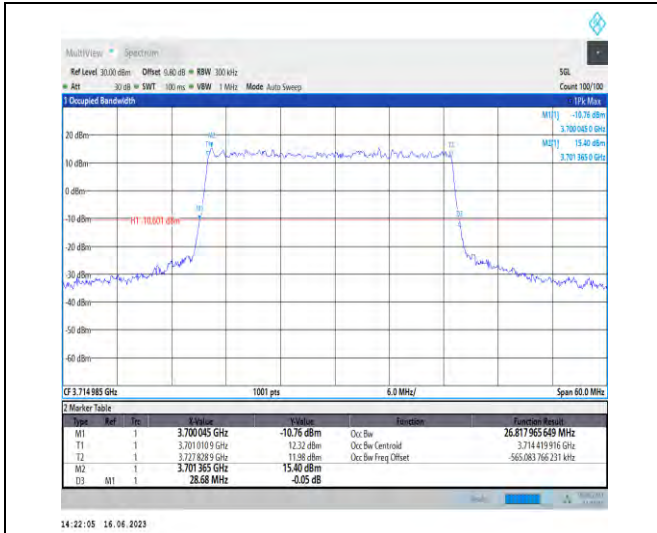 MultiView Spectrum
Ref Level 30.00 dBm Offset 0.80 dB RBW 300 kHz SGL
Att 30 dB SWT 100 ms VBW 1 MHz Mode Auto Sweep Count 100/100
1 Occupied Bandwidth 1Pk Max
M1[1] -10.76 dBm
3.700 045 0 GHz
M2[1] 15.40 dBm
3.701 365 0 GHz
20 dBm
M2
T1
T2
10 dBm
0 dBm
M1
D3
-10 dBm
H1 -10.601 dBm
-20 dBm
-30 dBm
-40 dBm
-50 dBm
-60 dBm
CF 3.714 985 GHz 1001 pts 6.0 MHz/ Span 60.0 MHz
2 Marker Table
Type Ref Trc X-Value Y-Value Function Function Result
M1 1 3.700 045 GHz -10.76 dBm Occ Bw 26.817 965 649 MHz
T1 1 3.701 010 9 GHz 12.32 dBm Occ Bw Centroid 3.714 419 916 GHz
T2 1 3.727 828 9 GHz 11.98 dBm Occ Bw Freq Offset -565.083 766 231 kHz
M2 1 3.701 365 GHz 15.40 dBm
D3 M1 1 28.68 MHz -0.05 dB
14:22:05 16.06.2023